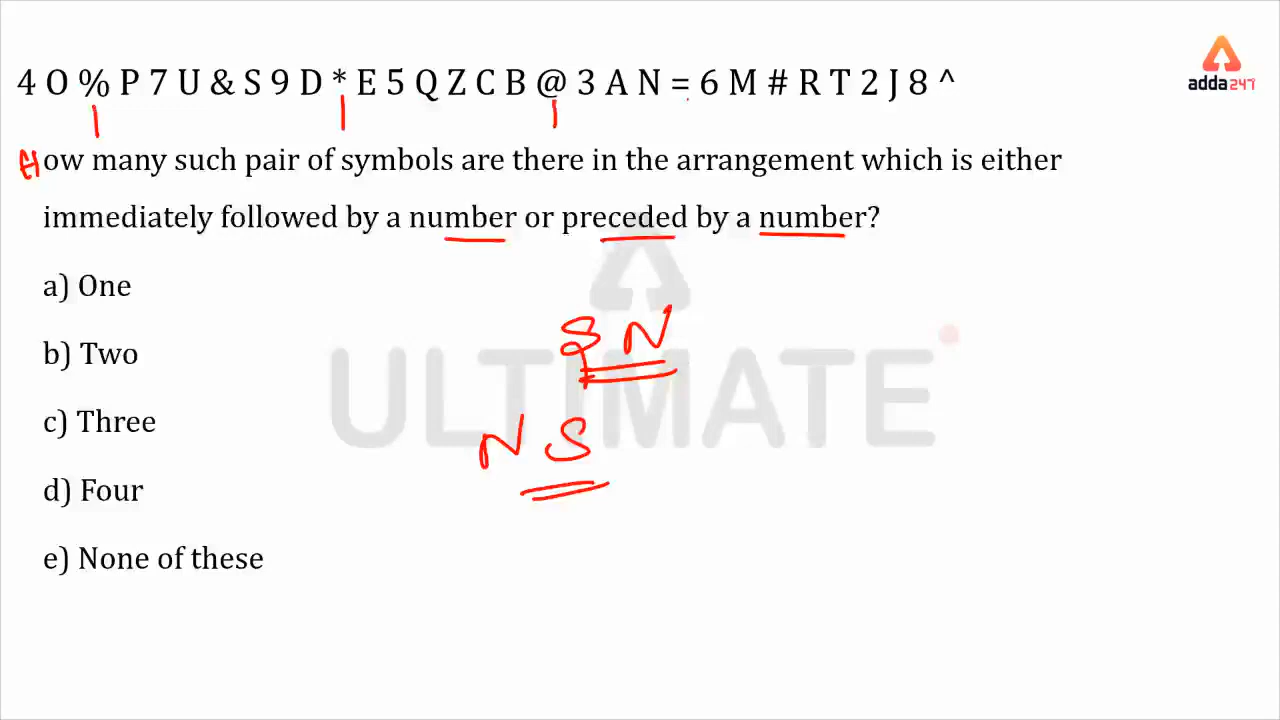 4 O % P 7 U & S 9 D * E 5 Q Z C B @ 3 A N = 6 M # R T 2 J 8 ^
adda247
How many such pair of symbols are there in the arrangement which is either
immediately followed by a number or preceded by a number?
a) One
b) Two
c) Three
d) Four
e) None of these
S N
N S
ULTIMATE